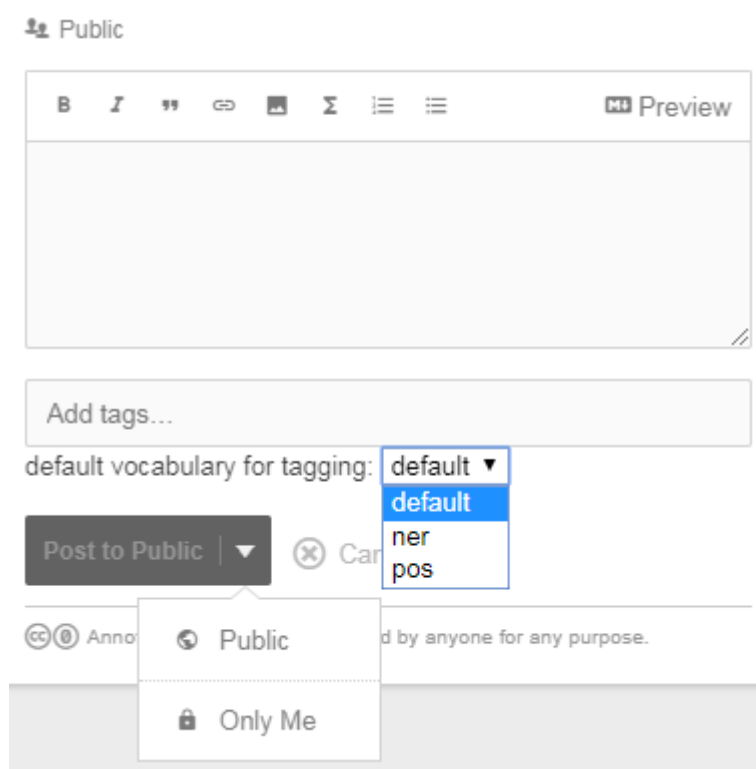 Public
B I " Σ Preview
Add tags...
default vocabulary for tagging: default
default
ner
pos
Post to Public
Public
d by anyone for any purpose.
Only Me